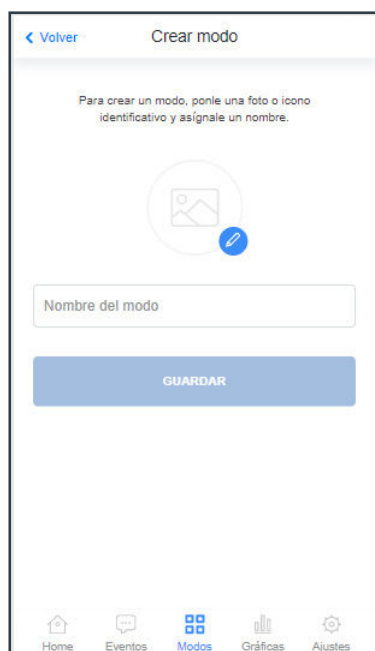 Volver
Crear modo
Para crear un modo, ponle una foto o icono
identificativo y asígnale un nombre.
Nombre del modo
GUARDAR
Home Eventos Modos Gráficas Ajustes